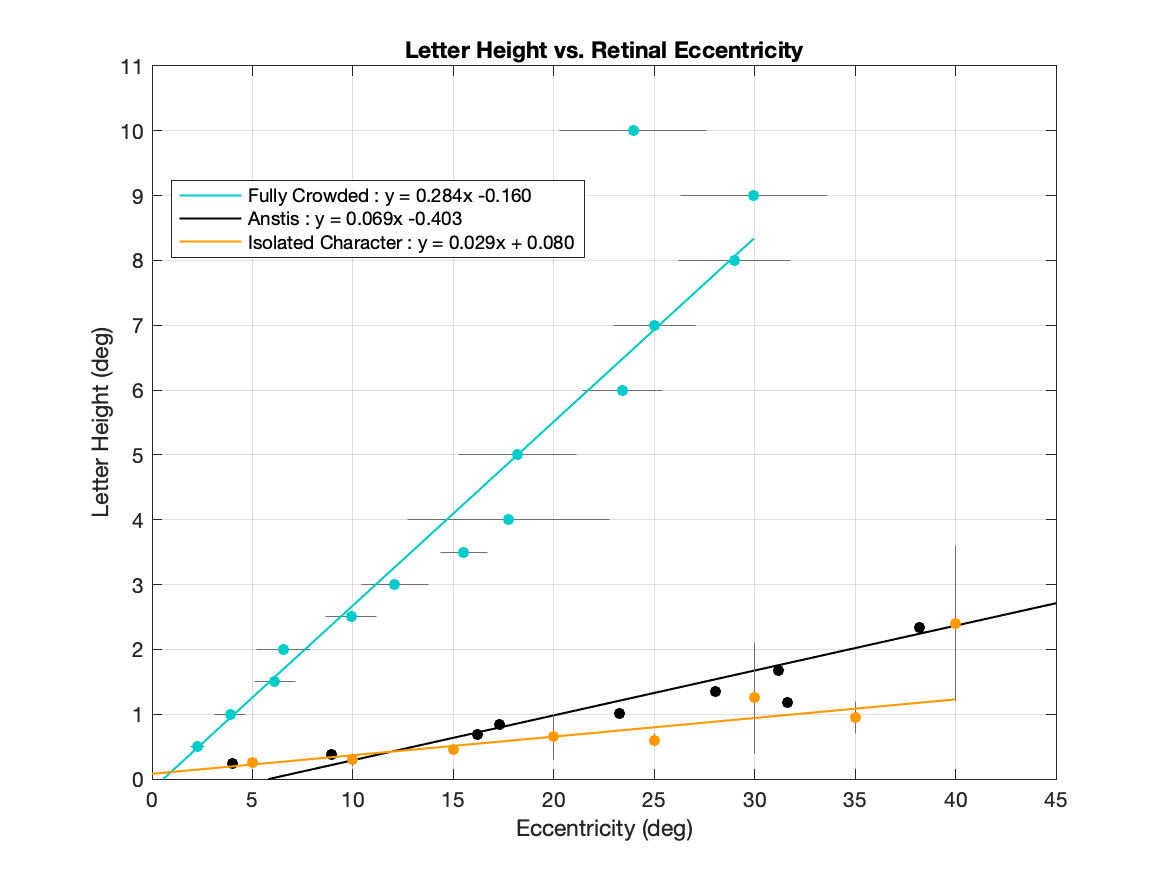 Letter Height vs. Retinal Eccentricity
11
10
9
8
7
6
5
4
3
2
1
0
Letter Height (deg)
Fully Crowded : y = 0.284x -0.160
Anstis : y = 0.069x -0.403
Isolated Character : y = 0.029x + 0.080
0 5 10 15 20 25 30 35 40 45
Eccentricity (deg)